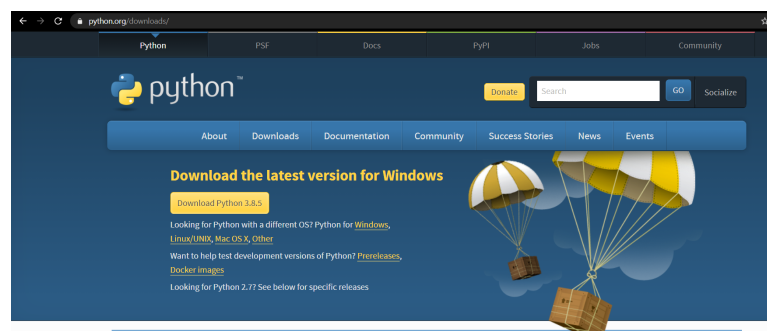 python.org/downloads/
Python PSF Docs PyPI Jobs Community
python™
Donate Search GO Socialize
About Downloads Documentation Community Success Stories News Events
Download the latest version for Windows
Download Python 3.8.5
Looking for Python with a different OS? Python for Windows,
Linux/UNIX, Mac OS X, Other
Want to help test development versions of Python? Prereleases,
Docker images
Looking for Python 2.7? See below for specific releases